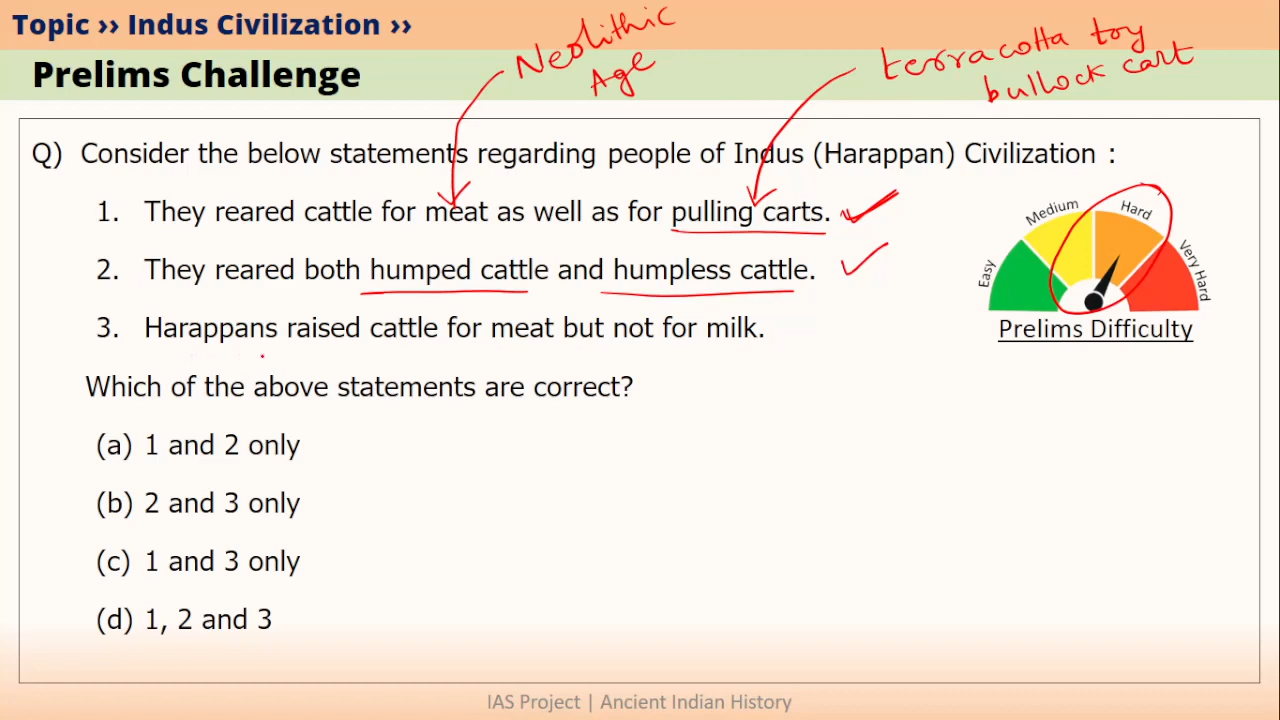 Topic ›› Indus Civilization ››
Neolithic
Age
terracotta toy
bullock cart
Prelims Challenge
Q) Consider the below statements regarding people of Indus (Harappan) Civilization :
1. They reared cattle for meat as well as for pulling carts.
2. They reared both humped cattle and humpless cattle.
3. Harappans raised cattle for meat but not for milk.
Which of the above statements are correct?
(a) 1 and 2 only
(b) 2 and 3 only
(c) 1 and 3 only
(d) 1, 2 and 3
Easy
Medium
Hard
Very Hard
Prelims Difficulty
IAS Project | Ancient Indian History